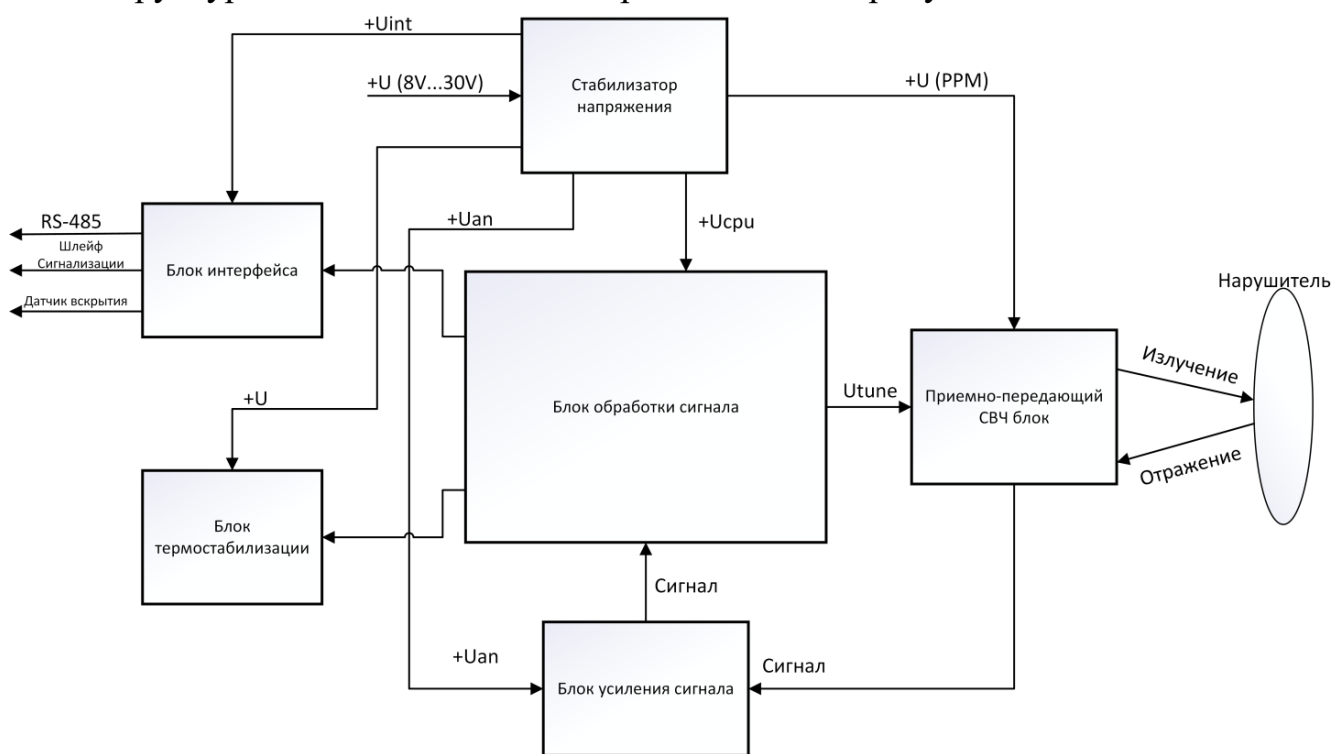 +Uint
+U (8V...30V)
Стабилизатор
напряжения
+U (PPM)
RS-485
Шлейф
Сигнализации
Датчик вскрытия
Блок интерфейса
+Uan
+Ucpu
Нарушитель
Излучение
Отражение
Блок обработки сигнала
Utune
Приемно-передающий
СВЧ блок
+U
Блок
термостабилизации
Сигнал
+Uan
Блок усиления сигнала
Сигнал